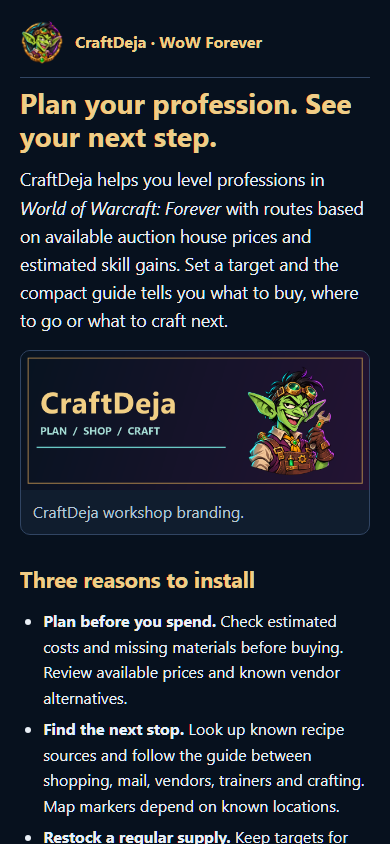 CraftDeja · WoW Forever
Plan your profession. See
your next step.
CraftDeja helps you level professions in
World of Warcraft: Forever with routes based
on available auction house prices and
estimated skill gains. Set a target and the
compact guide tells you what to buy, where
to go or what to craft next.
CraftDeja
PLAN / SHOP / CRAFT
CraftDeja workshop branding.
Three reasons to install
Plan before you spend. Check estimated
costs and missing materials before buying.
Review available prices and known vendor
alternatives.
Find the next stop. Look up known recipe
sources and follow the guide between
shopping, mail, vendors, trainers and crafting.
Map markers depend on known locations.
Restock a regular supply. Keep targets for